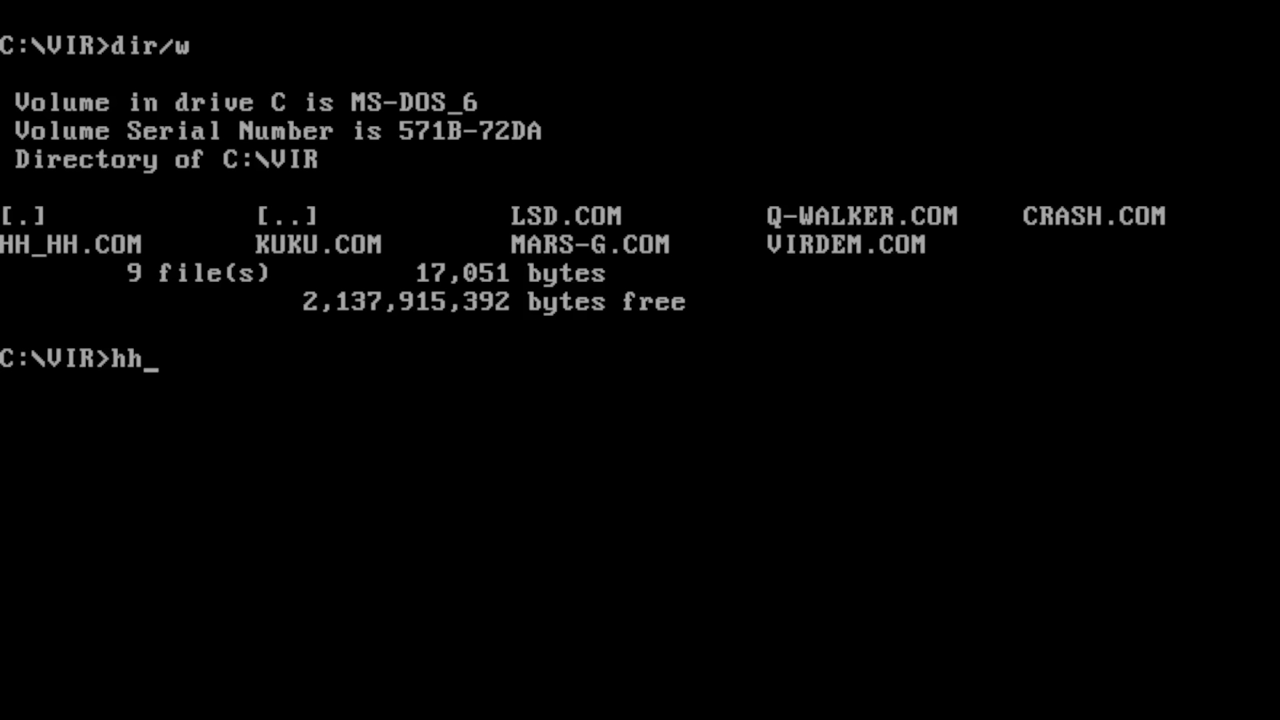 C:\VIR>dir/w
Volume in drive C is MS-DOS_6
Volume Serial Number is 571B-72DA
Directory of C:\VIR
[.] [..] LSD.COM Q-WALKER.COM CRASH.COM
HH_HH.COM KUKU.COM MARS-G.COM VIRDEM.COM
9 file(s) 17,051 bytes
2,137,915,392 bytes free
C:\VIR>hh_